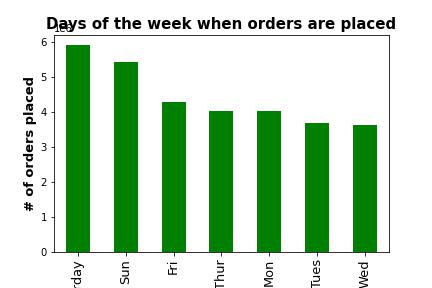 Days of the week when orders are placed
6
5
4
3
2
1
0
# of orders placed
rday
Sun
Fri
Thur
Mon
Tues
Wed